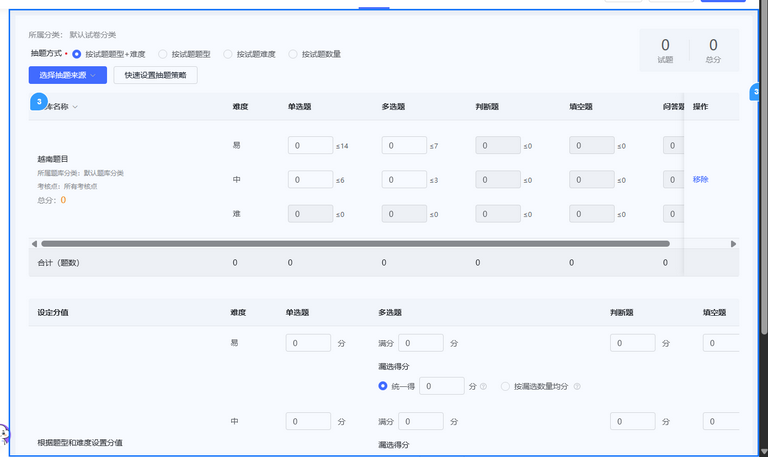 所属分类： 默认试卷分类
抽题方式 • 按试题题型+难度 按试题题型 按试题难度 按试题数量
0 0
试题 总分
选择抽题来源 快速设置抽题策略
3 库名称 难度 单选题 多选题 判断题 填空题 问答题 操作
3
易 0 ≤14 0 ≤7 0 ≤0 0 ≤0 0
越南题目
所属题库分类：默认题库分类
考核点：所有考核点
总分：0
中 0 ≤6 0 ≤3 0 ≤0 0 ≤0 0 移除
难 0 ≤0 0 ≤0 0 ≤0 0 ≤0 0
合计（题数） 0 0 0 0 0 0
设定分值 难度 单选题 多选题 判断题 填空题
易 0 分 满分 0 分 0 分 0
漏选得分
统一得 0 分 按漏选数量均分
中 0 分 满分 0 分 0 分 0
根据题型和难度设置分值 漏选得分